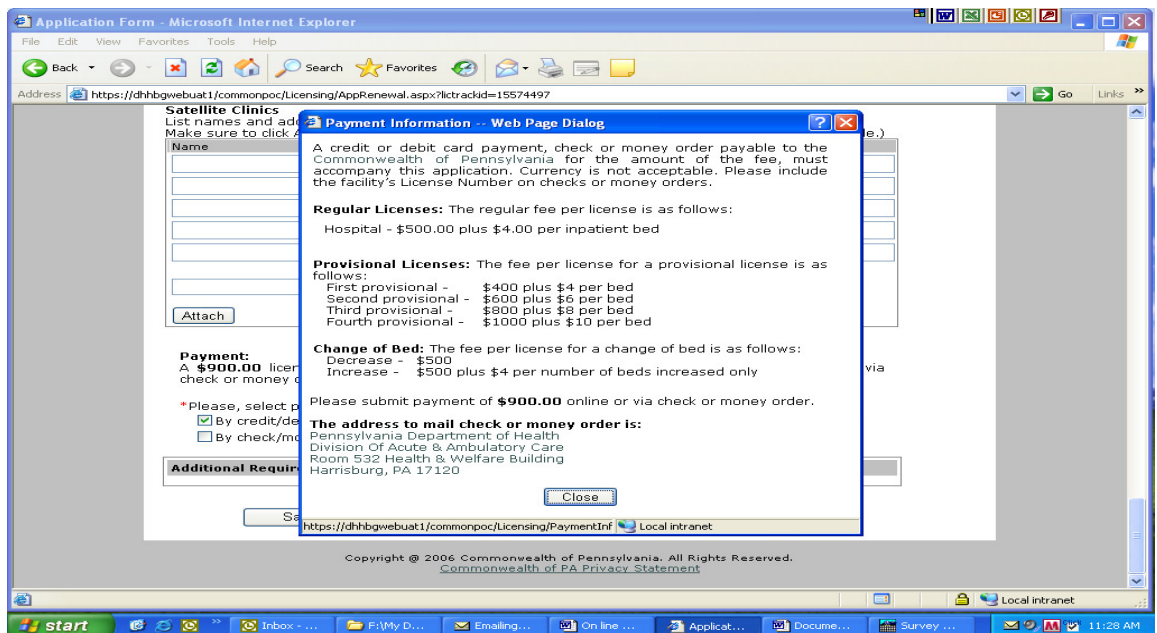 Application Form - Microsoft Internet Explorer
File Edit View Favorites Tools Help
Back Search Favorites
Address https://dhhbgwebuat1/commonpoc/Licensing/AppRenewal.aspx?lictrackid=15574497 Go Links »
Satellite Clinics
List names and add
Make sure to click A le.)
Name
Attach
Payment:
A $900.00 licen via
check or money o
*Please, select p
By credit/de
By check/mo
Additional Requir
Sa
Payment Information -- Web Page Dialog
A credit or debit card payment, check or money order payable to the
Commonwealth of Pennsylvania for the amount of the fee, must
accompany this application. Currency is not acceptable. Please include
the facility's License Number on checks or money orders.
Regular Licenses: The regular fee per license is as follows:
Hospital - $500.00 plus $4.00 per inpatient bed
Provisional Licenses: The fee per license for a provisional license is as
follows:
First provisional - $400 plus $4 per bed
Second provisional - $600 plus $6 per bed
Third provisional - $800 plus $8 per bed
Fourth provisional - $1000 plus $10 per bed
Change of Bed: The fee per license for a change of bed is as follows:
Decrease - $500
Increase - $500 plus $4 per number of beds increased only
Please submit payment of $900.00 online or via check or money order.
The address to mail check or money order is:
Pennsylvania Department of Health
Division Of Acute & Ambulatory Care
Room 532 Health & Welfare Building
Harrisburg, PA 17120
Close
https://dhhbgwebuat1/commonpoc/Licensing/PaymentInf Local intranet
Copyright @ 2006 Commonwealth of Pennsylvania. All Rights Reserved.
Commonwealth of PA Privacy Statement
Local intranet
start » Inbox - ... F:\My D... Emailing... On line ... Applicat... Docume... Survey ... 11:28 AM